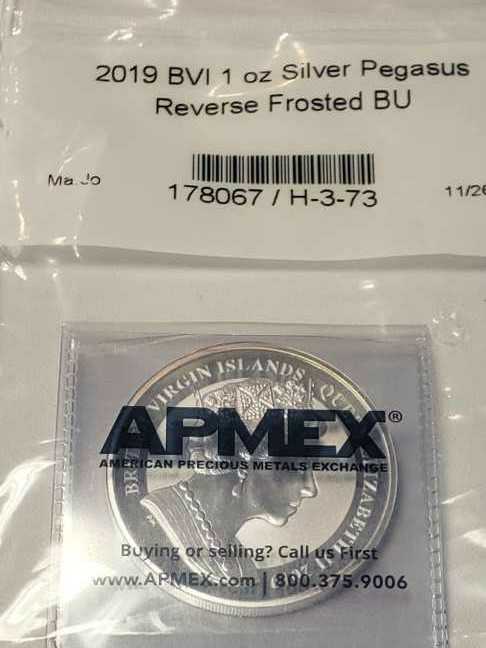 2019 BVI 1 oz Silver Pegasus
Reverse Frosted BU
Ma. Jo
178067 / H-3-73
11/26
VIRGIN ISLANDS
APMEX®
AMERICAN PRECIOUS METALS EXCHANGE
Buying or selling? Call us First
www.APMEX.com | 800.375.9006